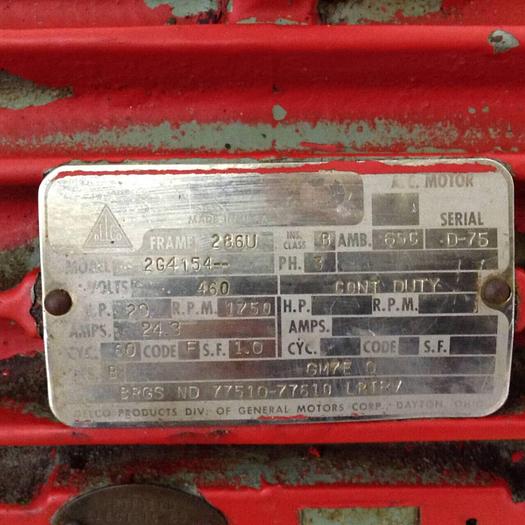 A.C. MOTOR
MADE IN U.S.A.
SERIAL
DELCO
FRAME 286U INS. CLASS B AMB. 65C D-75
MODEL 2G4154-- PH. 3
VOLTS 460 CONT DUTY
H.P. 20 R.P.M. 1750 H.P. R.P.M.
AMPS. 24.3 AMPS.
CYC. 60 CODE F S.F. 1.0 CYC. CODE S.F.
B GM7E
BRGS ND 77510-77610
DELCO PRODUCTS DIV. OF GENERAL MOTORS CORP. DAYTON, OHIO